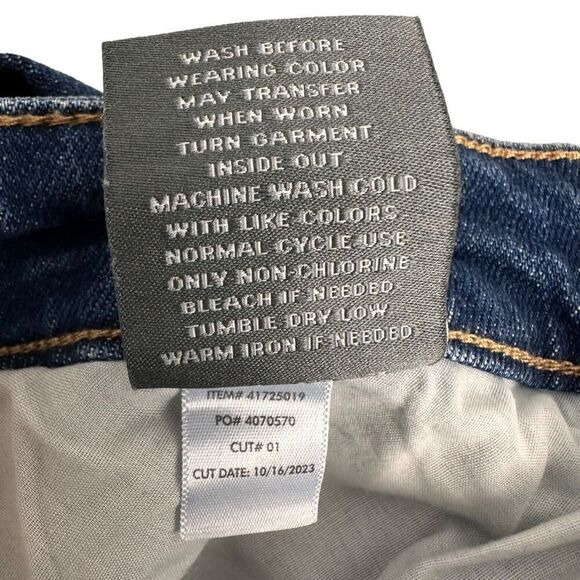 WASH BEFORE
WEARING COLOR
MAY TRANSFER
WHEN WORN
TURN GARMENT
INSIDE OUT
MACHINE WASH COLD
WITH LIKE COLORS
NORMAL CYCLE USE
ONLY NON-CHLORINE
BLEACH IF NEEDED
TUMBLE DRY LOW
WARM IRON IF NEEDED
ITEM# 41725019
PO# 4070570
CUT# 01
CUT DATE: 10/16/2023